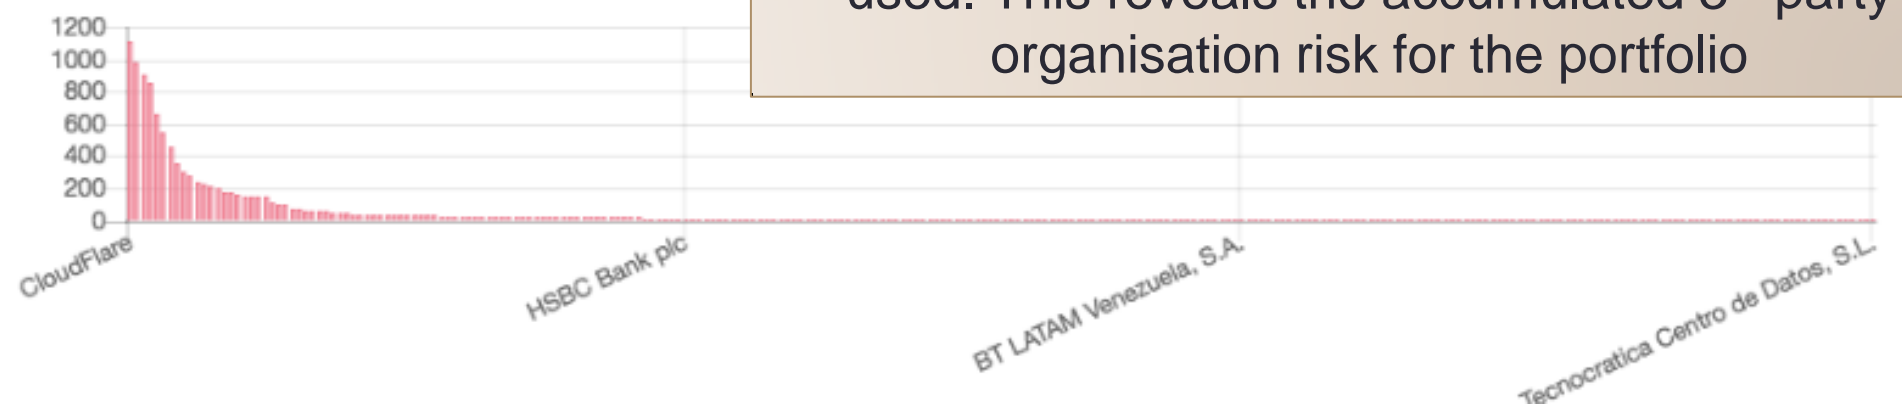 organisation risk for the portfolio
1200
1000
800
600
400
200
0
CloudFlare
HSBC Bank plc
BT LATAM Venezuela, S.A.
Tecnocratica Centro de Datos, S.L.